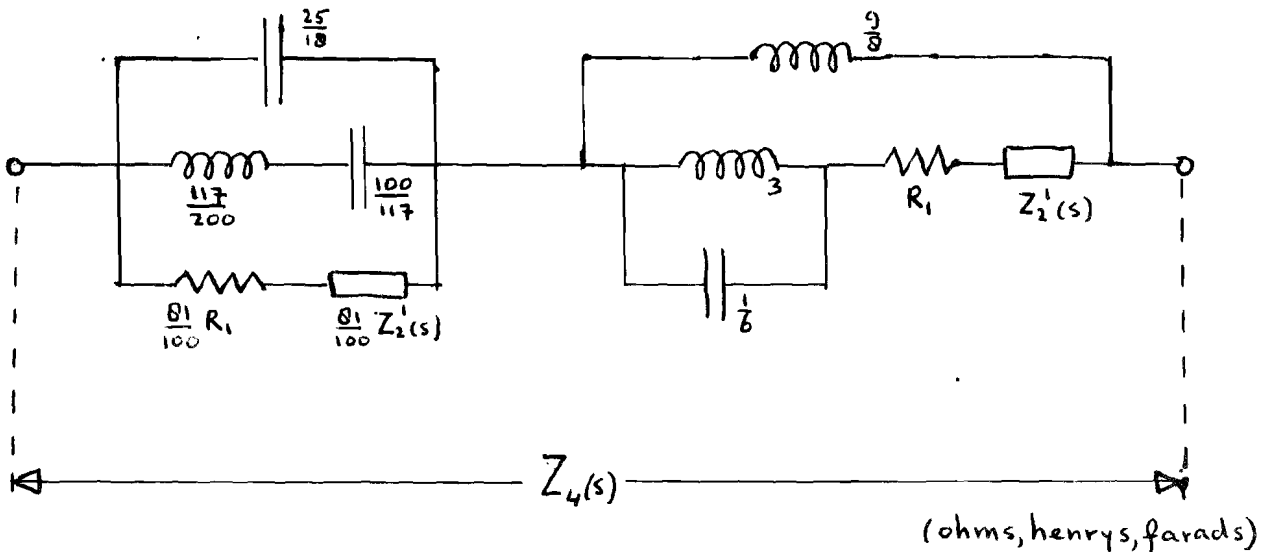 25/18
9/8
117/200
100/117
3
R₁
Z₂'(s)
81/100 R₁
81/100 Z₂'(s)
1/6
Z₄(s)
(ohms, henrys, farads)